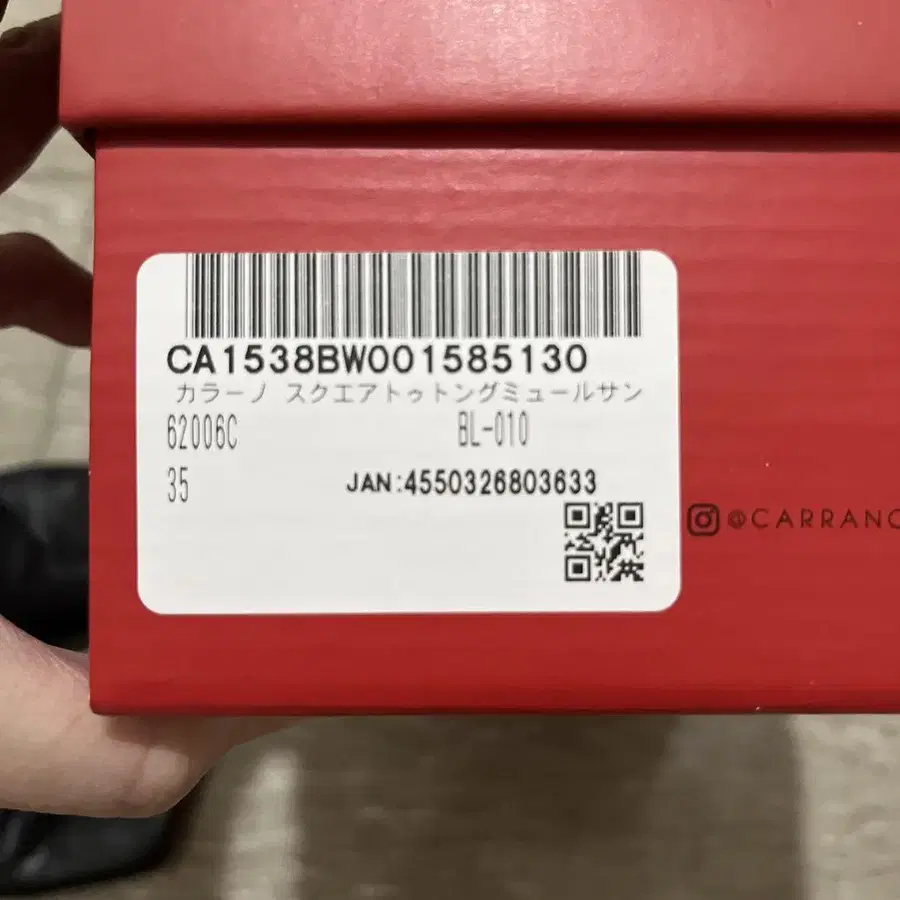 CA1538BW001585130
カラーノ スクエアトゥトングミュールサン
62006C BL-010
35 JAN:4550326803633
@CARRANO